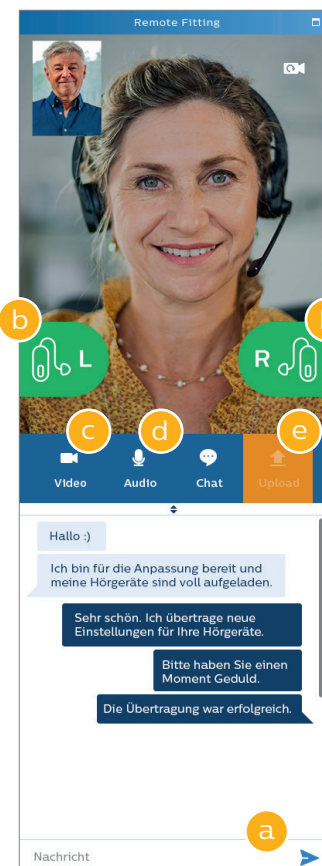 Remote Fitting
b
L
R
c
d
e
Video
Audio
Chat
Upload
Hallo :)
Ich bin für die Anpassung bereit und
meine Hörgeräte sind voll aufgeladen.
Sehr schön. Ich übertrage neue
Einstellungen für Ihre Hörgeräte.
Bitte haben Sie einen
Moment Geduld.
Die Übertragung war erfolgreich.
a
Nachricht